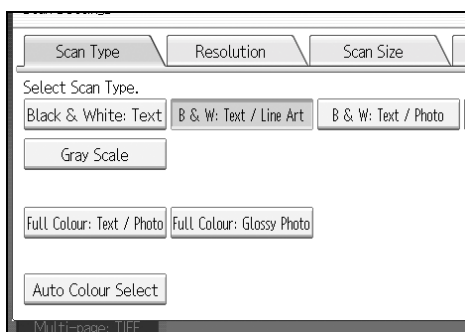 Scan Type Resolution Scan Size
Select Scan Type.
Black & White: Text B & W: Text / Line Art B & W: Text / Photo
Gray Scale
Full Colour: Text / Photo Full Colour: Glossy Photo
Auto Colour Select
Multi-page: TIFF